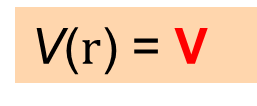 V(r) = V